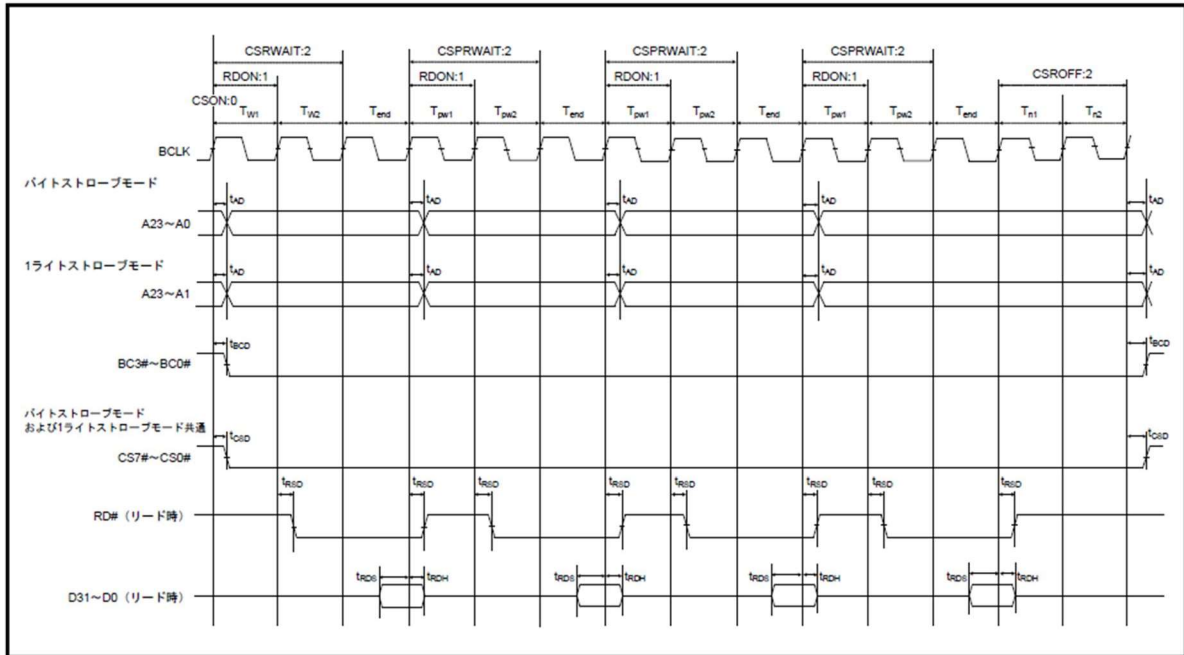 CSRWAIT:2 CSPRWAIT:2 CSPRWAIT:2 CSPRWAIT:2
RDON:1 RDON:1 RDON:1 RDON:1 CSROFF:2
CSON:0
TW1 TW2 Tend Tpw1 Tpw2 Tend Tpw1 Tpw2 Tend Tpw1 Tpw2 Tend Tn1 Tn2
BCLK
バイトストローブモード
tAD tAD tAD tAD tAD
A23～A0
1ライトストローブモード
tAD tAD tAD tAD tAD
A23～A1
tBCD tBCD
BC3#～BC0#
バイトストローブモード
および1ライトストローブモード共通
tCSD tCSD
CS7#～CS0#
tRSD tRSD tRSD tRSD tRSD tRSD tRSD tRSD
RD#（リード時）
tRDS tRDH tRDS tRDH tRDS tRDH tRDS tRDH
D31～D0（リード時）